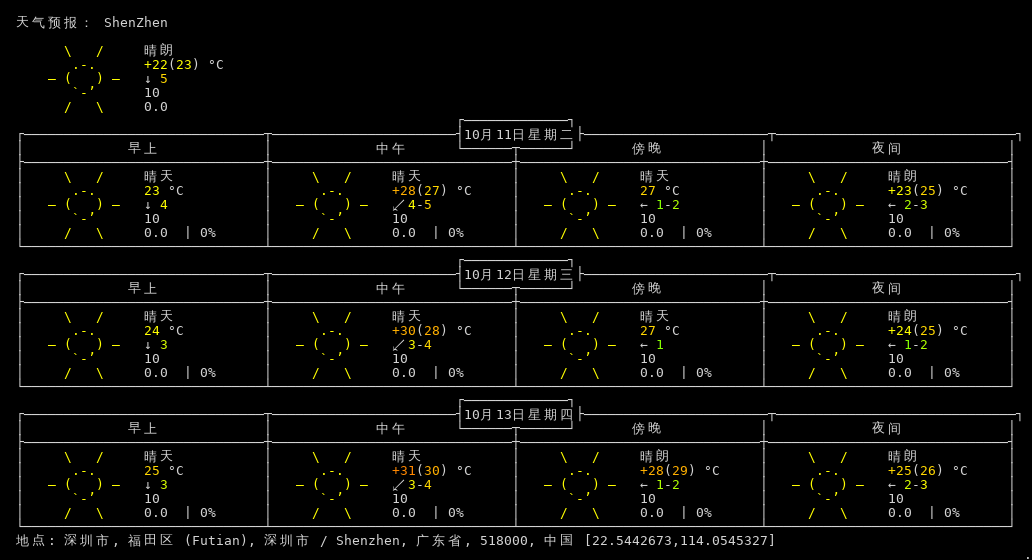 天气预报： ShenZhen
晴朗
+22(23) °C
↓ 5
10
0.0
10月11日星期二
早上 中午 傍晚 夜间
晴天 晴天 晴天 晴朗
23 °C +28(27) °C 27 °C +23(25) °C
↓ 4 ↙ 4-5 ← 1-2 ← 2-3
10 10 10 10
0.0 | 0% 0.0 | 0% 0.0 | 0% 0.0 | 0%
10月12日星期三
早上 中午 傍晚 夜间
晴天 晴天 晴天 晴朗
24 °C +30(28) °C 27 °C +24(25) °C
↓ 3 ↙ 3-4 ← 1 ← 1-2
10 10 10 10
0.0 | 0% 0.0 | 0% 0.0 | 0% 0.0 | 0%
10月13日星期四
早上 中午 傍晚 夜间
晴天 晴天 晴朗 晴朗
25 °C +31(30) °C +28(29) °C +25(26) °C
↓ 3 ↙ 3-4 ← 1-2 ← 2-3
10 10 10 10
0.0 | 0% 0.0 | 0% 0.0 | 0% 0.0 | 0%
地点: 深圳市, 福田区 (Futian), 深圳市 / Shenzhen, 广东省, 518000, 中国 [22.5442673,114.0545327]